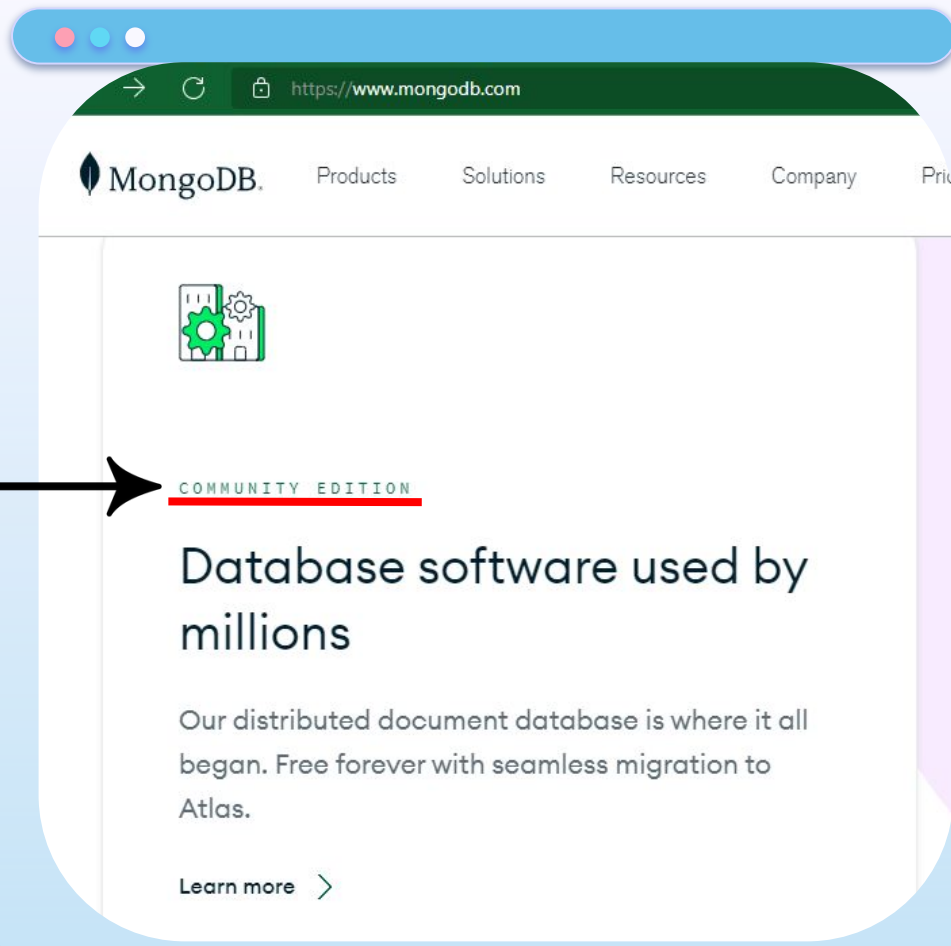 https://www.mongodb.com
MongoDB. Products Solutions Resources Company Pric
COMMUNITY EDITION
Database software used by
millions
Our distributed document database is where it all
began. Free forever with seamless migration to
Atlas.
Learn more